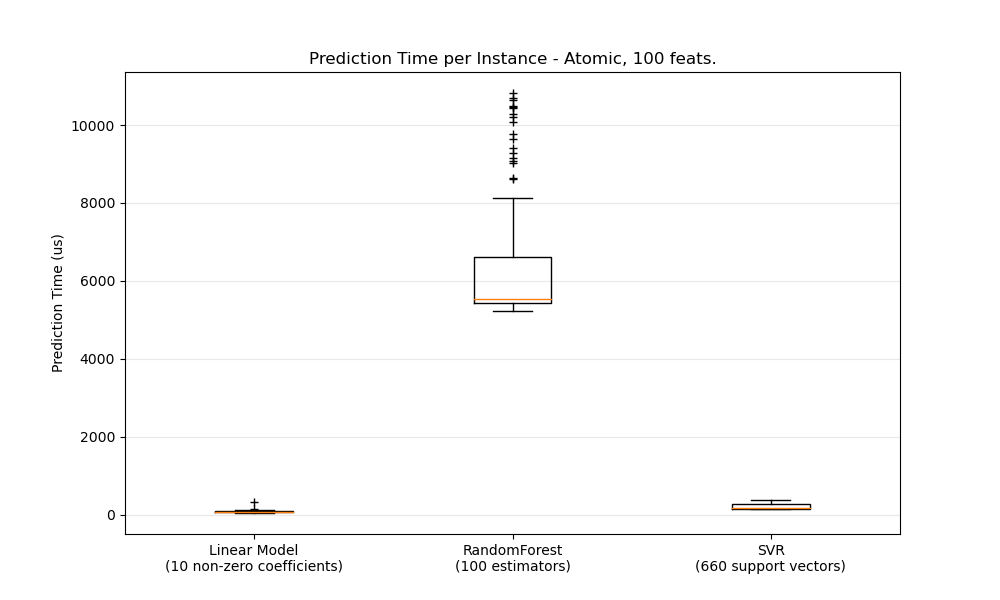 Prediction Time per Instance - Atomic, 100 feats.
Prediction Time (us)
10000
8000
6000
4000
2000
0
Linear Model
(10 non-zero coefficients)
RandomForest
(100 estimators)
SVR
(660 support vectors)